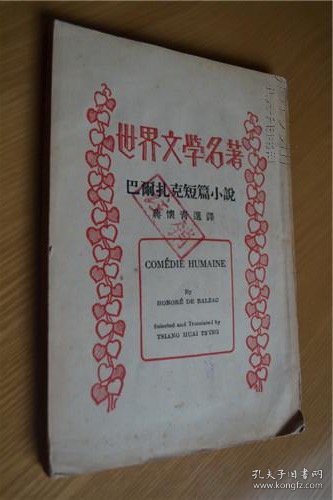 世界文學名著
巴爾扎克短篇小說
蔣懷青選譯
COMÉDIE HUMAINE
By
HONORÉ DE BALZAC
Selected and Translated by
TSIANG HUAI TS'ING
孔夫子旧书网
kongfz.com